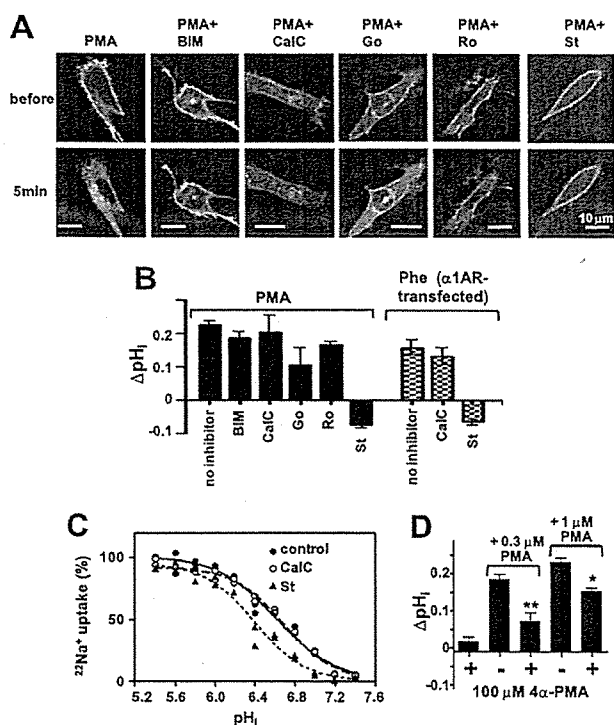 A
PMA
PMA+ BIM
PMA+ CalC
PMA+ Go
PMA+ Ro
PMA+ St
before
5min
10 µm
B
PMA
Phe (α1AR-transfected)
ΔpHi
0.2
0.1
0
-0.1
no inhibitor
BIM
CalC
Go
Ro
St
no inhibitor
CalC
St
C
control
CalC
St
22Na+ uptake (%)
100
50
0
5.2 5.6 6.0 6.4 6.8 7.2 7.6
pHi
D
+ 0.3 µM PMA
+ 1 µM PMA
ΔpHi
0.2
0.1
0
-0.1
**
*
+ - + - +
100 µM 4α-PMA